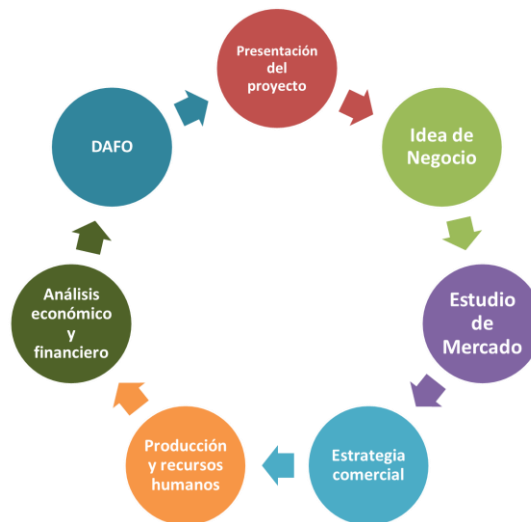 Presentación
del
proyecto
Idea de
Negocio
Estudio
de
Mercado
Estrategia
comercial
Producción
y recursos
humanos
Análisis
económico
y
financiero
DAFO